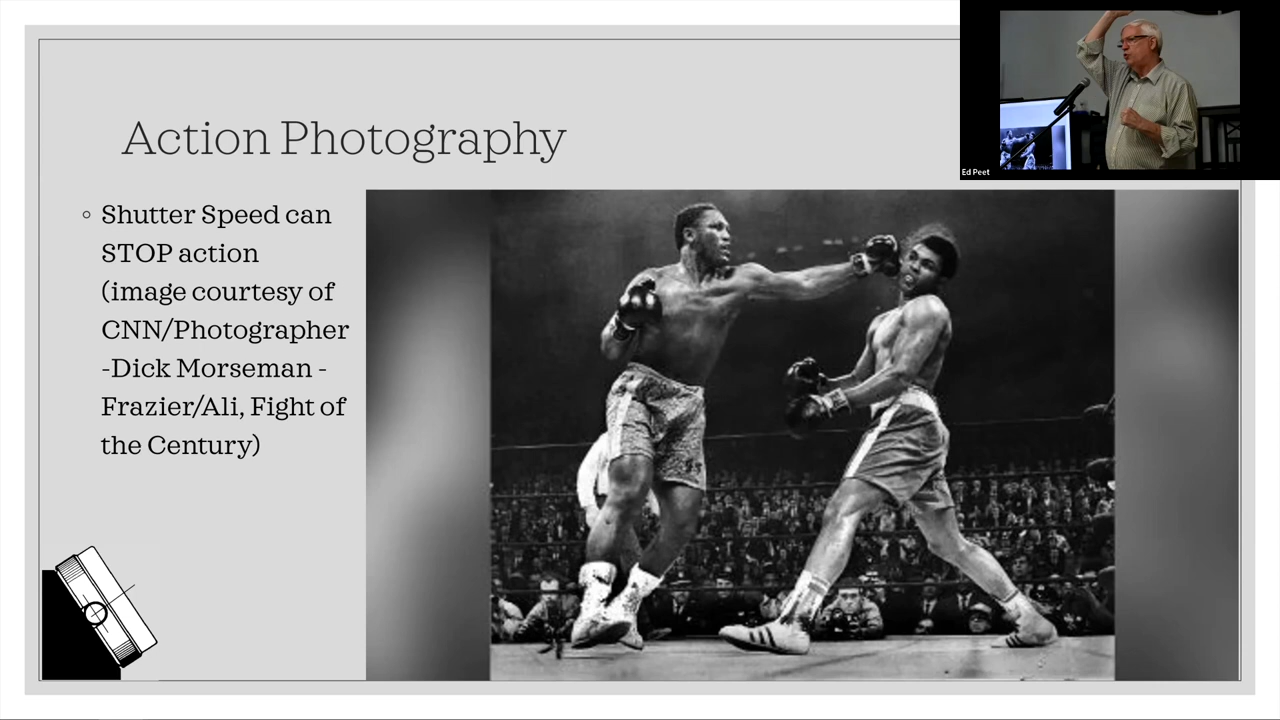 Action Photography
Shutter Speed can
STOP action
(image courtesy of
CNN/Photographer
-Dick Morseman -
Frazier/Ali, Fight of
the Century)
Ed Peet